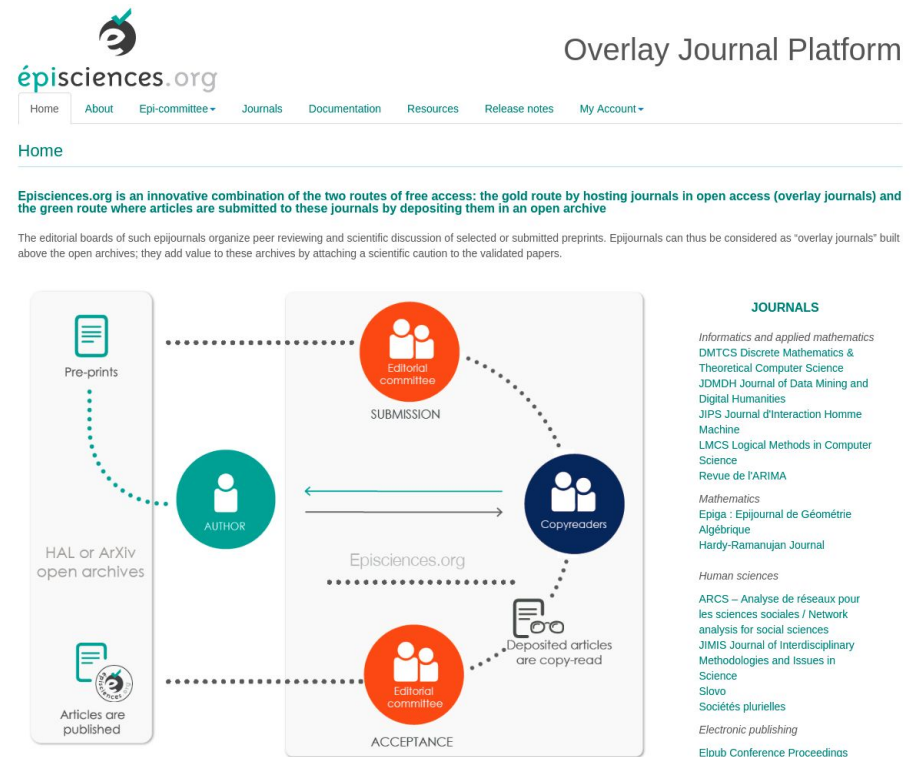 épisciences.org
Overlay Journal Platform
Home
About
Epi-committee
Journals
Documentation
Resources
Release notes
My Account
Home
Episciences.org is an innovative combination of the two routes of free access: the gold route by hosting journals in open access (overlay journals) and
the green route where articles are submitted to these journals by depositing them in an open archive
The editorial boards of such epijournals organize peer reviewing and scientific discussion of selected or submitted preprints. Epijournals can thus be considered as “overlay journals” built
above the open archives; they add value to these archives by attaching a scientific caution to the validated papers.
Pre-prints
Editorial
committee
SUBMISSION
AUTHOR
Copyreaders
HAL or ArXiv
open archives
Episciences.org
Deposited articles
are copy-read
épisciences.org
Articles are
published
Editorial
committee
ACCEPTANCE
JOURNALS
Informatics and applied mathematics
DMTCS Discrete Mathematics &
Theoretical Computer Science
JDMDH Journal of Data Mining and
Digital Humanities
JIPS Journal d'Interaction Homme
Machine
LMCS Logical Methods in Computer
Science
Revue de l'ARIMA
Mathematics
Epiga : Epijournal de Géométrie
Algébrique
Hardy-Ramanujan Journal
Human sciences
ARCS – Analyse de réseaux pour
les sciences sociales / Network
analysis for social sciences
JIMIS Journal of Interdisciplinary
Methodologies and Issues in
Science
Slovo
Sociétés plurielles
Electronic publishing
Elpub Conference Proceedings